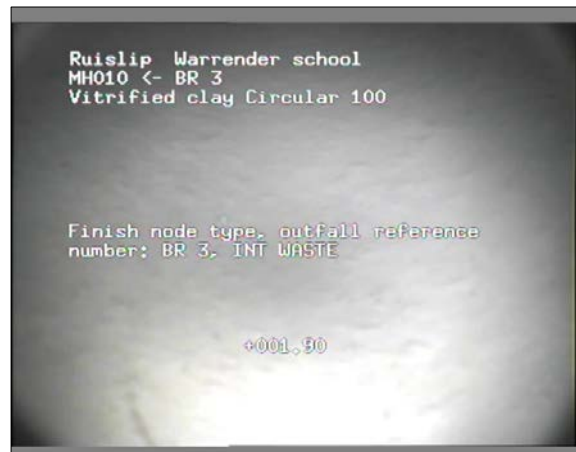 Ruislip  Warrender school
MH010 <- BR 3
Vitrified clay Circular 100
Finish node type, outfall reference
number: BR 3, INT WASTE
+001.90